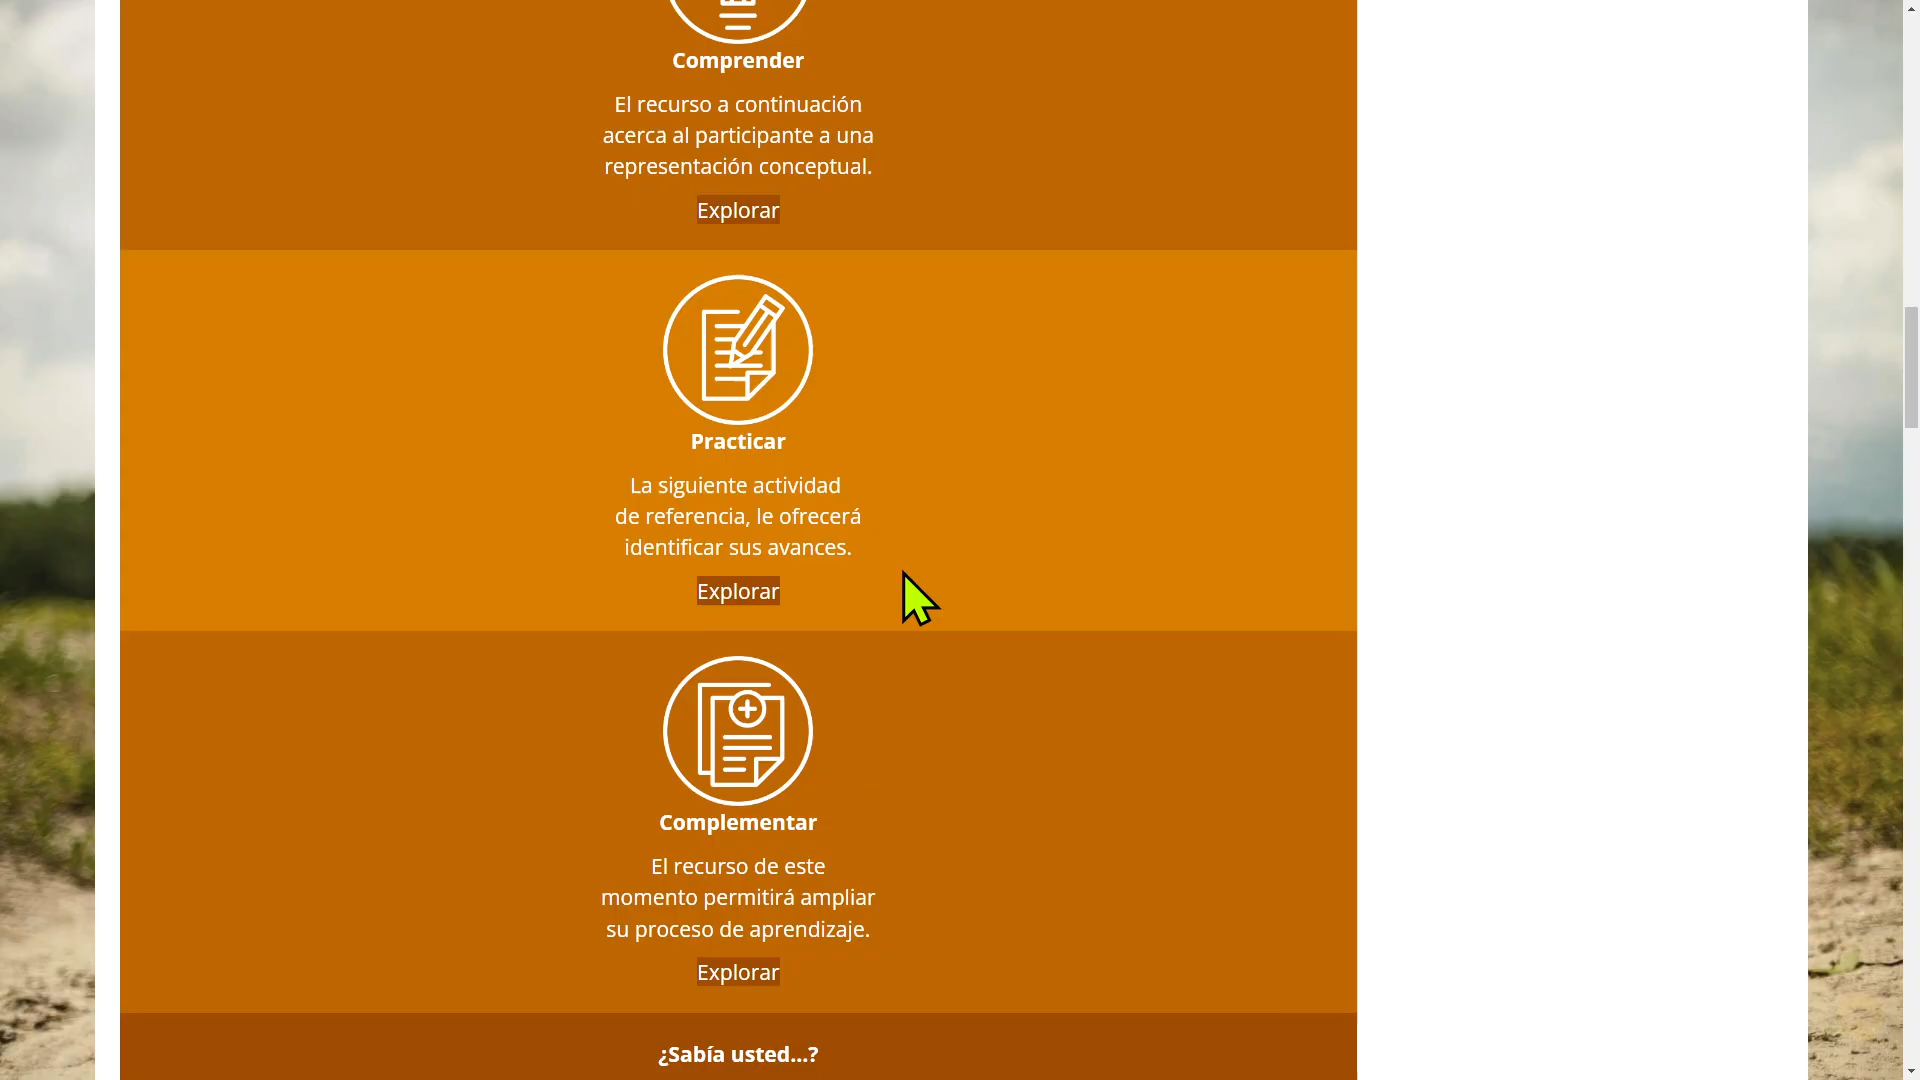 Comprender
El recurso a continuación
acerca al participante a una
representación conceptual.
Explorar
Practicar
La siguiente actividad
de referencia, le ofrecerá
identificar sus avances.
Explorar
Complementar
El recurso de este
momento permitirá ampliar
su proceso de aprendizaje.
Explorar
¿Sabía usted...?